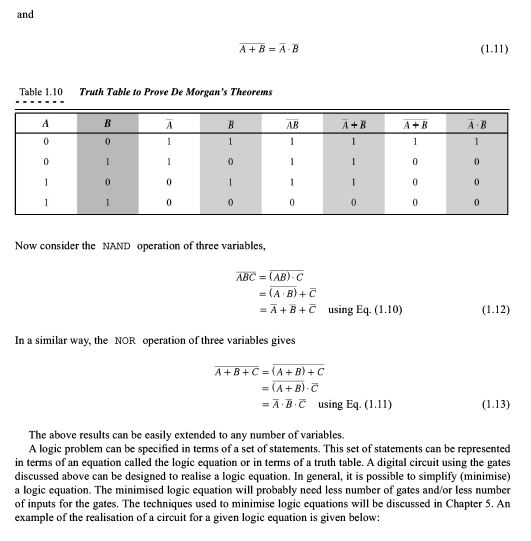 and
$\overline{A + B} = \overline{A} \cdot \overline{B}$ (1.11)
Table 1.10 Truth Table to Prove De Morgan's Theorems
A B $\overline{A}$ $\overline{B}$ $\overline{AB}$ $\overline{A} + \overline{B}$ $\overline{A + B}$ $\overline{A} \cdot \overline{B}$
0 0 1 1 1 1 1 1
0 1 1 0 1 1 0 0
1 0 0 1 1 1 0 0
1 1 0 0 0 0 0 0
Now consider the NAND operation of three variables,
$\overline{ABC} = \overline{(AB) \cdot C}$
$= \overline{(A \cdot B)} + \overline{C}$
$= \overline{A} + \overline{B} + \overline{C}$ using Eq. (1.10) (1.12)
In a similar way, the NOR operation of three variables gives
$\overline{A + B + C} = \overline{(A + B) + C}$
$= \overline{(A + B)} \cdot \overline{C}$
$= \overline{A} \cdot \overline{B} \cdot \overline{C}$ using Eq. (1.11) (1.13)
The above results can be easily extended to any number of variables.
A logic problem can be specified in terms of a set of statements. This set of statements can be represented
in terms of an equation called the logic equation or in terms of a truth table. A digital circuit using the gates
discussed above can be designed to realise a logic equation. In general, it is possible to simplify (minimise)
a logic equation. The minimised logic equation will probably need less number of gates and/or less number
of inputs for the gates. The techniques used to minimise logic equations will be discussed in Chapter 5. An
example of the realisation of a circuit for a given logic equation is given below: